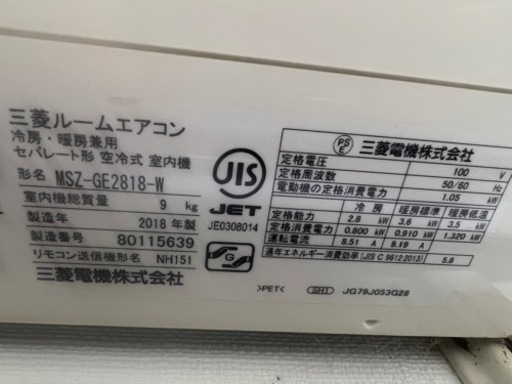 三菱ルームエアコン
冷房・暖房兼用
セパレート形 空冷式 室内機
形名 MSZ-GE2818-W
室内機総質量 9 kg
製造年 2018 年製
製造番号 80115639
リモコン送信機形名 NH151
三菱電機株式会社
JIS
JET
JE0308014
G
PS
E
三菱電機株式会社
定格電圧 100 V
定格周波数 50/60 Hz
電動機の定格消費電力 1.05 kW
冷房 暖房標準 暖房低温
定格能力 2.8 kW 3.6 kW 3.5 kW
定格消費電力 0.800 kW 0.910 kW 1.320 kW
運転電流 8.51 A 9.19 A
通年エネルギー消費効率(JIS C 9612:2013) 5.8
>PET<
SH1
JG79J053G28